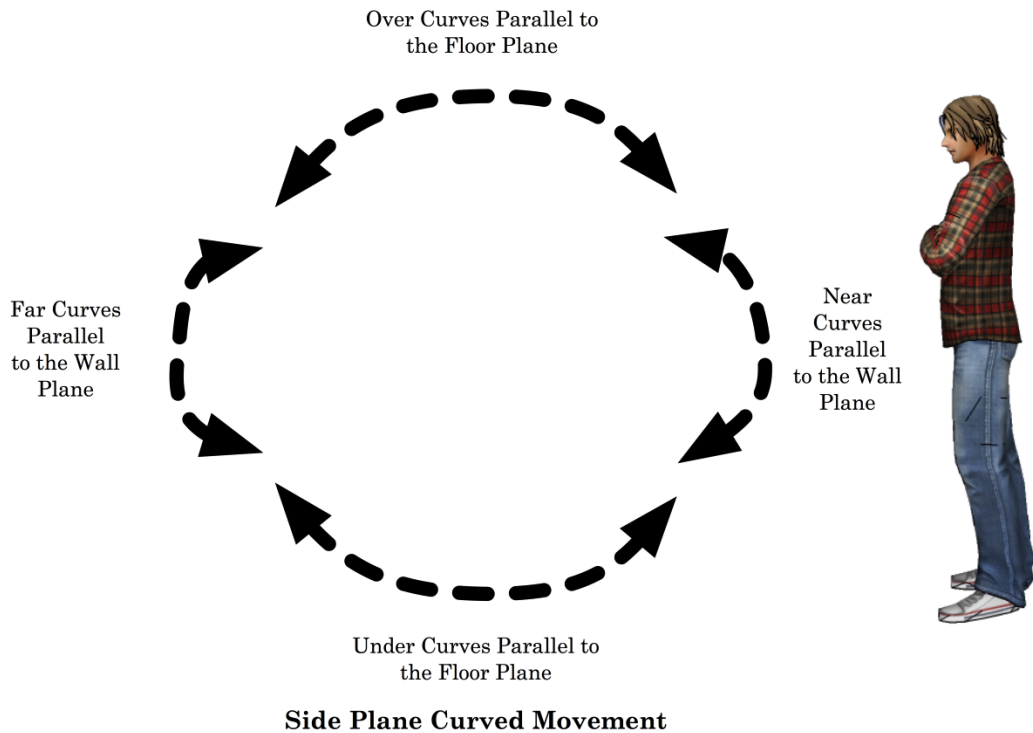 Over Curves Parallel to
the Floor Plane
Far Curves
Parallel
to the Wall
Plane
Near
Curves
Parallel
to the Wall
Plane
Under Curves Parallel to
the Floor Plane
Side Plane Curved Movement